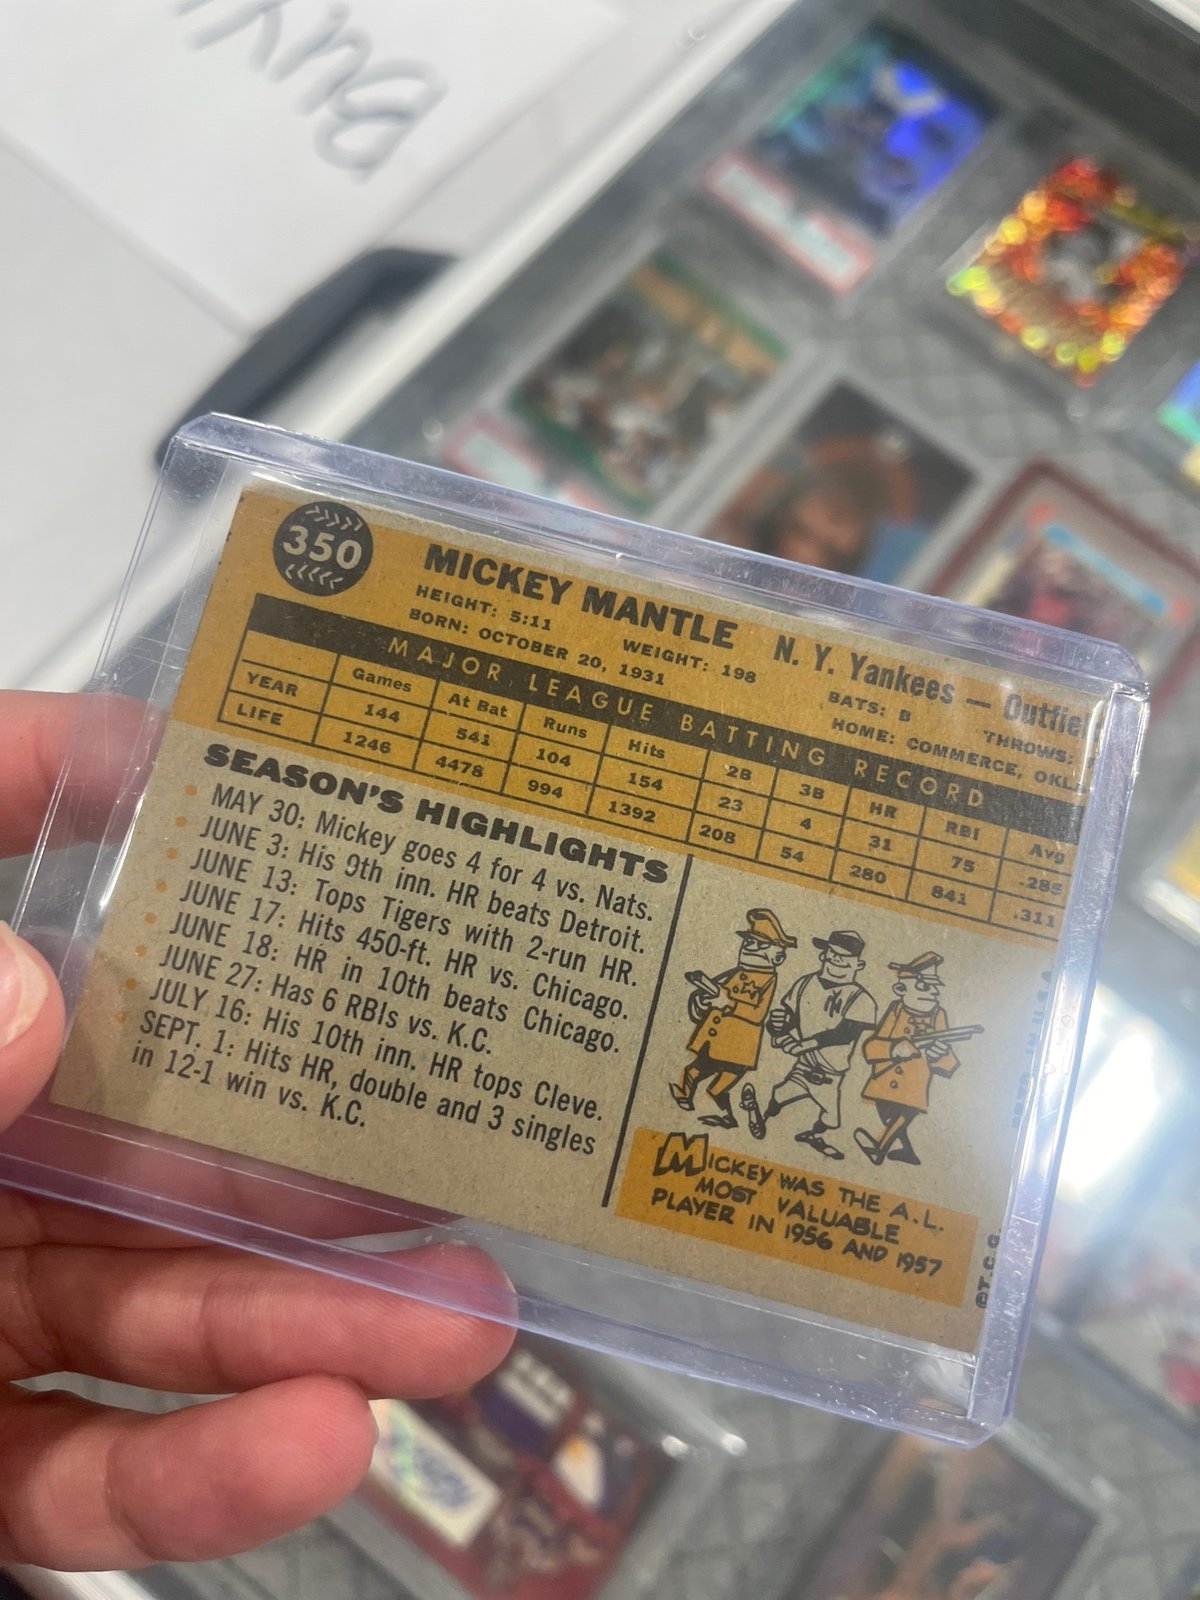 BUYING
350
MICKEY MANTLE N. Y. Yankees — Outfiel
HEIGHT: 5:11 WEIGHT: 198 BATS: B THROWS:
BORN: OCTOBER 20, 1931 HOME: COMMERCE, OKL
MAJOR LEAGUE BATTING RECORD
Games At Bat Runs Hits 2B 3B HR RBI Avg
YEAR 144 541 104 154 23 4 31 75 .285
LIFE 1246 4478 994 1392 208 54 280 841 .311
SEASON'S HIGHLIGHTS
MAY 30: Mickey goes 4 for 4 vs. Nats.
JUNE 3: His 9th inn. HR beats Detroit.
JUNE 13: Tops Tigers with 2-run HR.
JUNE 17: Hits 450-ft. HR vs. Chicago.
JUNE 18: HR in 10th beats Chicago.
JUNE 27: Has 6 RBIs vs. K.C.
JULY 16: His 10th inn. HR tops Cleve.
SEPT. 1: Hits HR, double and 3 singles
in 12-1 win vs. K.C.
NY
MICKEY WAS THE A.L.
MOST VALUABLE
PLAYER IN 1956 AND 1957
©T.C.G.